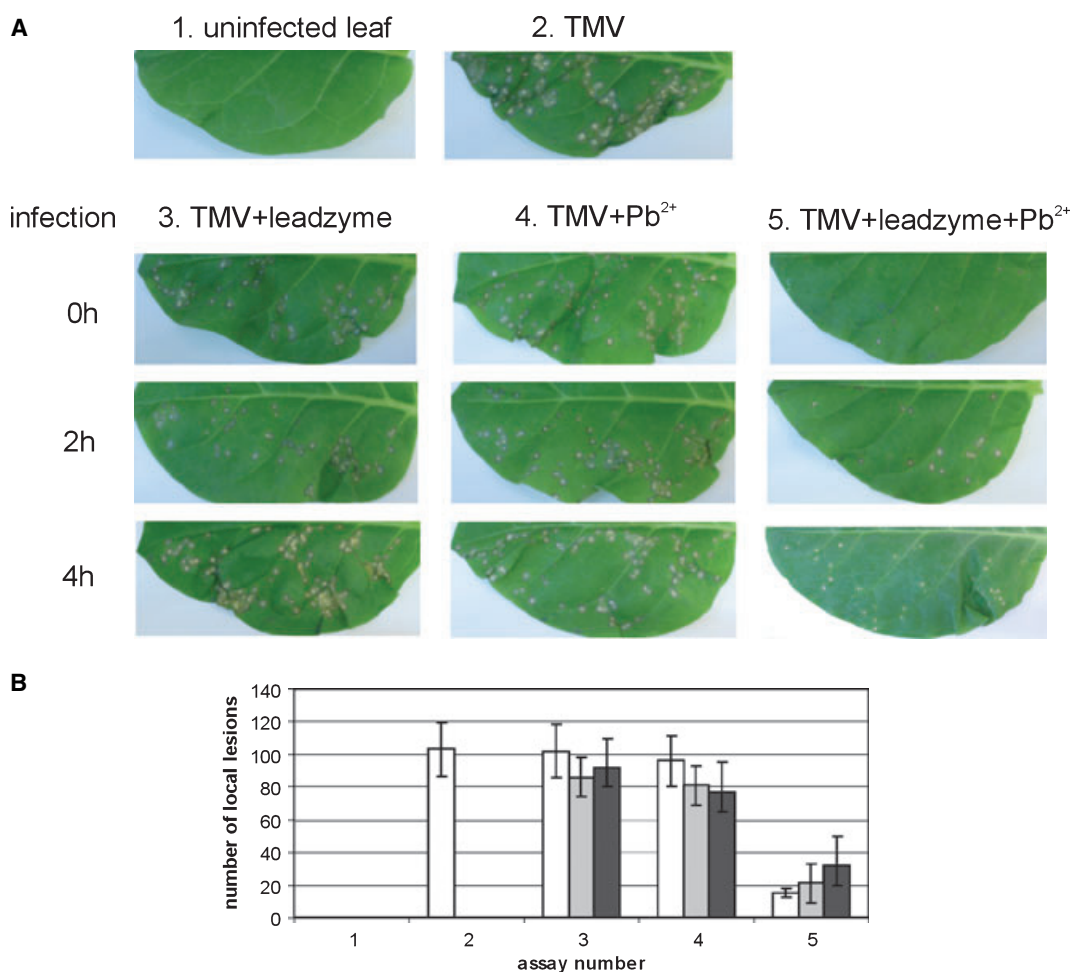 A
1. uninfected leaf
2. TMV
infection
3. TMV+leadzyme
4. TMV+Pb²⁺
5. TMV+leadzyme+Pb²⁺
0h
2h
4h
B
number of local lesions
140
120
100
80
60
40
20
0
1 2 3 4 5
assay number